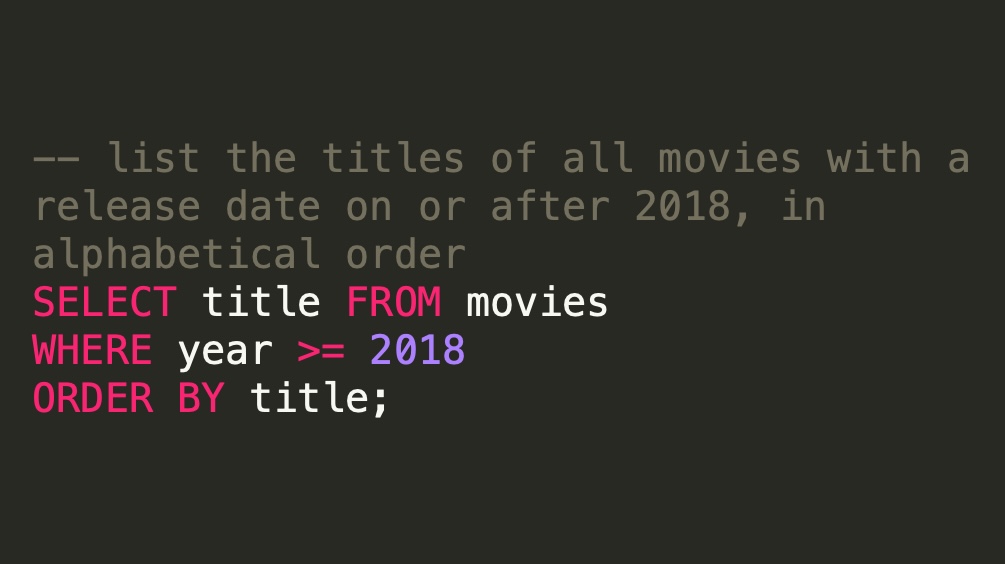 -- list the titles of all movies with a
release date on or after 2018, in
alphabetical order
SELECT title FROM movies
WHERE year >= 2018
ORDER BY title;